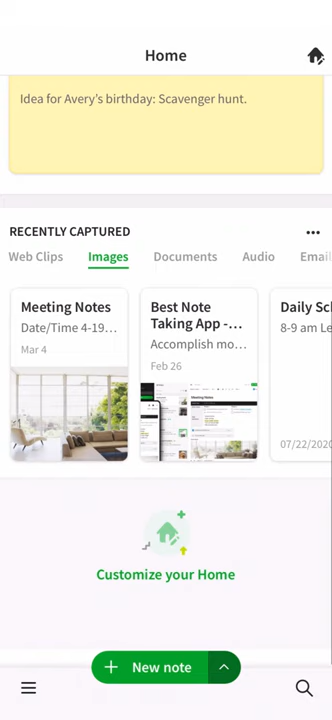 Home
Idea for Avery's birthday: Scavenger hunt.
RECENTLY CAPTURED
Web Clips Images Documents Audio Email
Meeting Notes
Date/Time 4-19...
Mar 4
Best Note
Taking App -...
Accomplish mo...
Feb 26
Daily Sc
8-9 am Le
07/22/2020
Customize your Home
New note